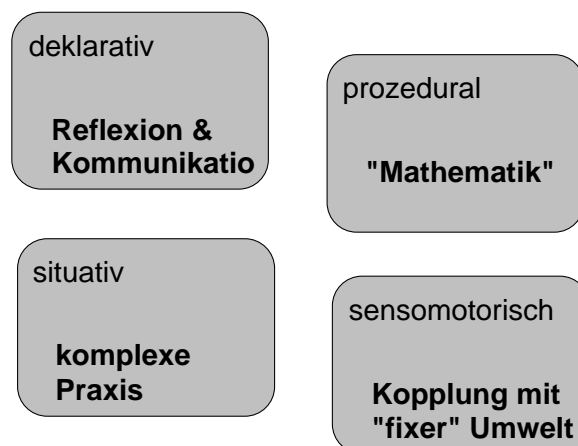 deklarativ
Reflexion &
Kommunikatio
prozedural
"Mathematik"
situativ
komplexe
Praxis
sensomotorisch
Kopplung mit
"fixer" Umwelt